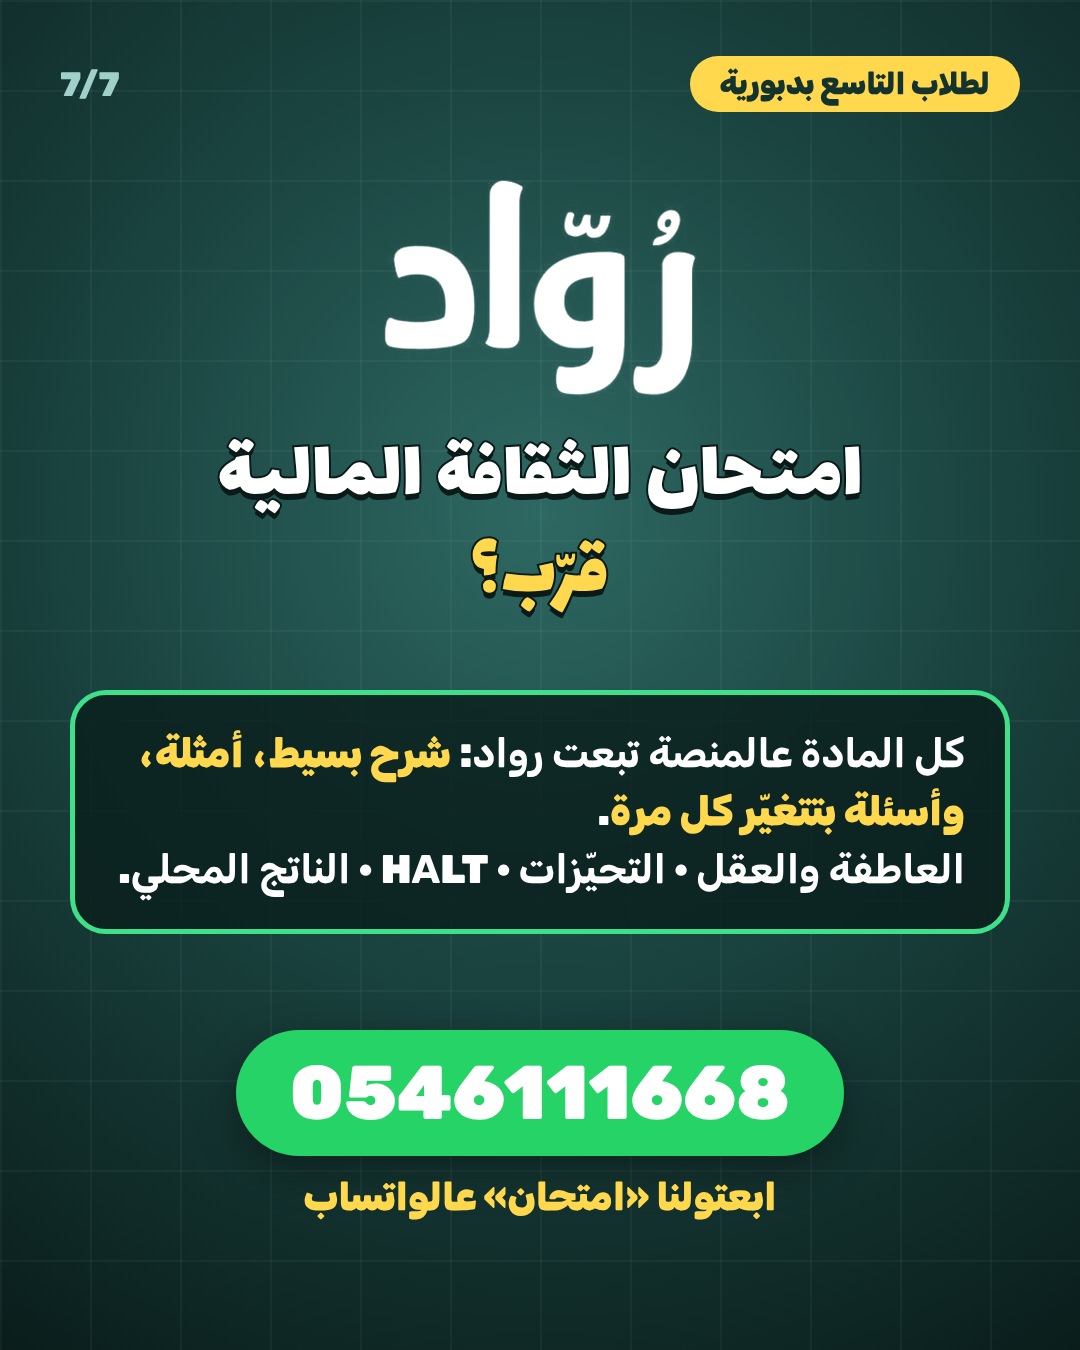 لطلاب التاسع بدبورية
7/7
رُوّاد
امتحان الثقافة المالية
قرّب؟
كل المادة عالمنصة تبعت رواد: شرح بسيط، أمثلة،
وأسئلة بتتغيّر كل مرة.
العاطفة والعقل • التحيّزات • HALT • الناتج المحلي.
0546111668
ابعتولنا «امتحان» عالواتساب